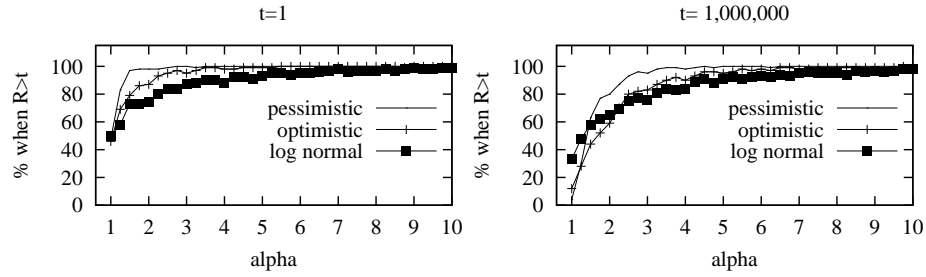 t=1
% when R>t
100
80
60
40
20
0
pessimistic
optimistic
log normal
1 2 3 4 5 6 7 8 9 10
alpha
t= 1,000,000
% when R>t
100
80
60
40
20
0
pessimistic
optimistic
log normal
1 2 3 4 5 6 7 8 9 10
alpha